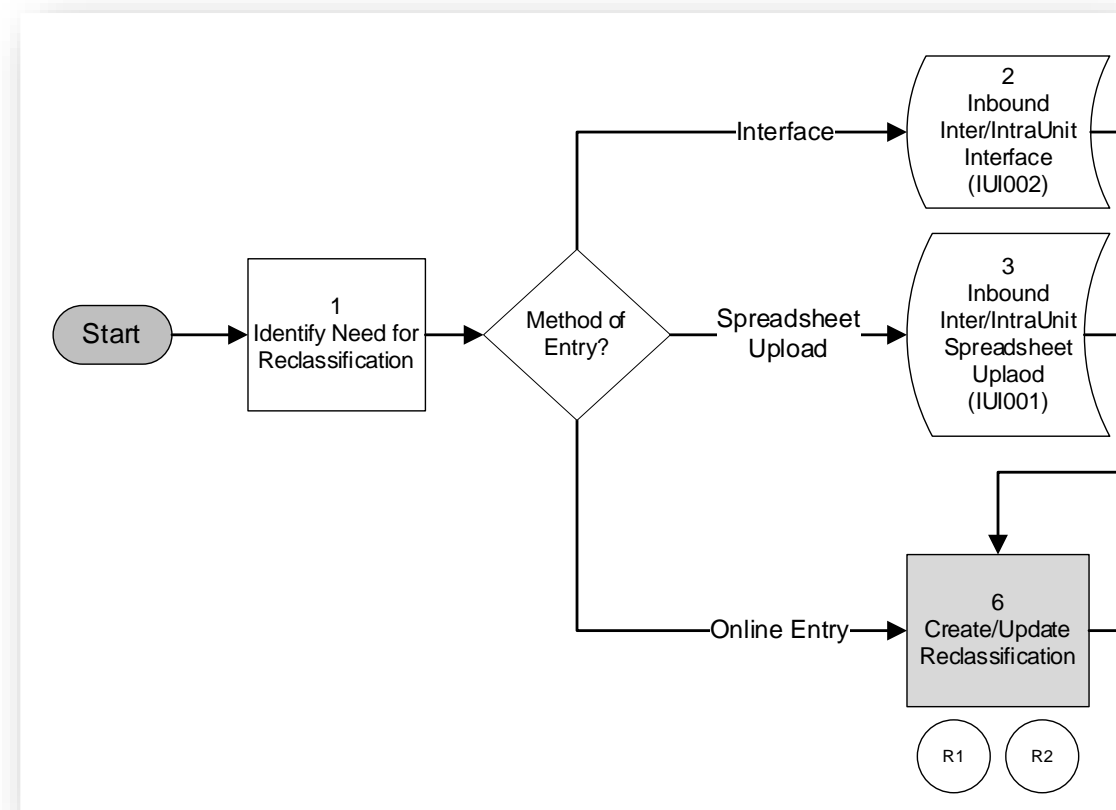 Start
1
Identify Need for
Reclassification
Method of
Entry?
Interface
2
Inbound
Inter/IntraUnit
Interface
(IUI002)
Spreadsheet
Upload
3
Inbound
Inter/IntraUnit
Spreadsheet
Uplaod
(IUI001)
Online Entry
6
Create/Update
Reclassification
R1
R2